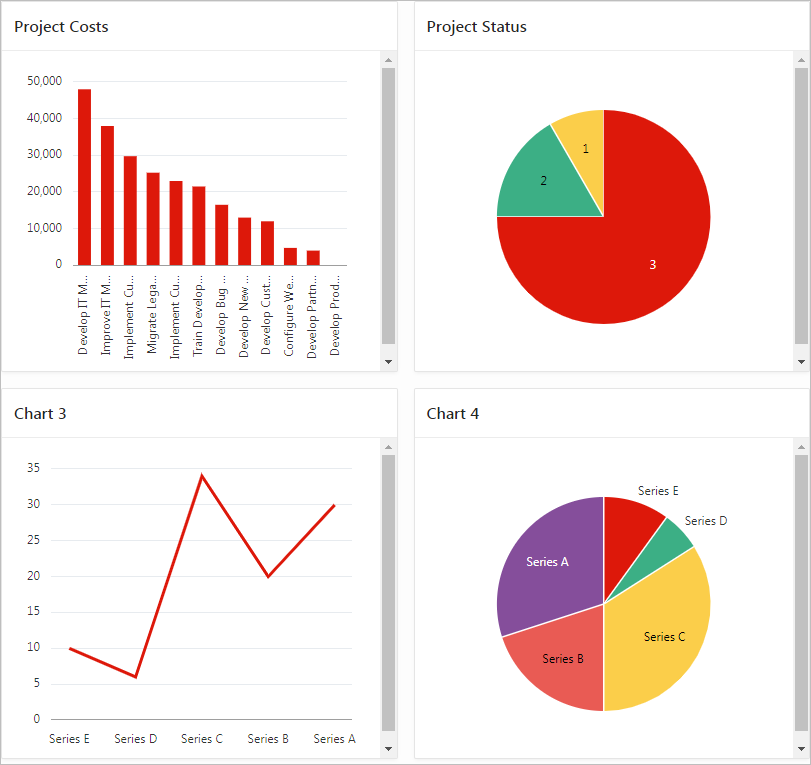 Project Costs
50,000
40,000
30,000
20,000
10,000
0
Develop IT M...
Improve IT M...
Implement Cu...
Migrate Lega...
Implement Cu...
Train Develop...
Develop Bug ...
Develop New ...
Develop Cust...
Configure We...
Develop Partn...
Develop Prod...
Project Status
1
2
3
Chart 3
35
30
25
20
15
10
5
0
Series E
Series D
Series C
Series B
Series A
Chart 4
Series E
Series D
Series A
Series C
Series B